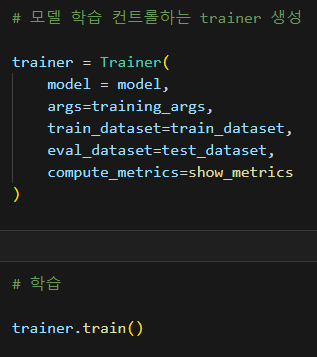 # 모델 학습 컨트롤하는 trainer 생성
trainer = Trainer(
    model = model,
    args=training_args,
    train_dataset=train_dataset,
    eval_dataset=test_dataset,
    compute_metrics=show_metrics
)
# 학습
trainer.train()